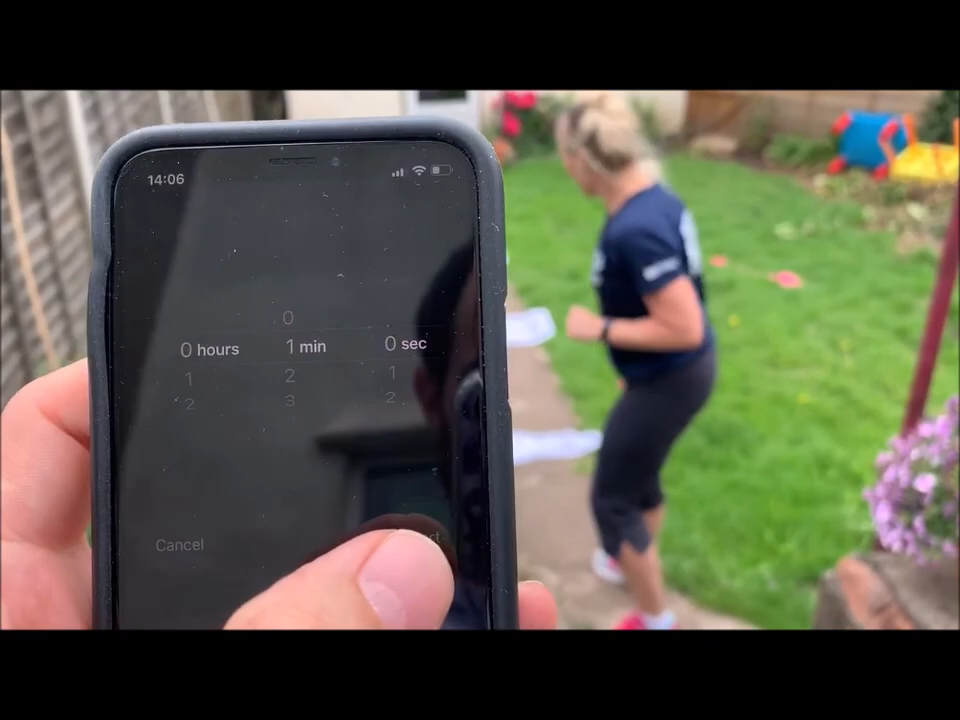 14:06
0
0 hours 1 min 0 sec
1 2 1
2 3 2
Cancel